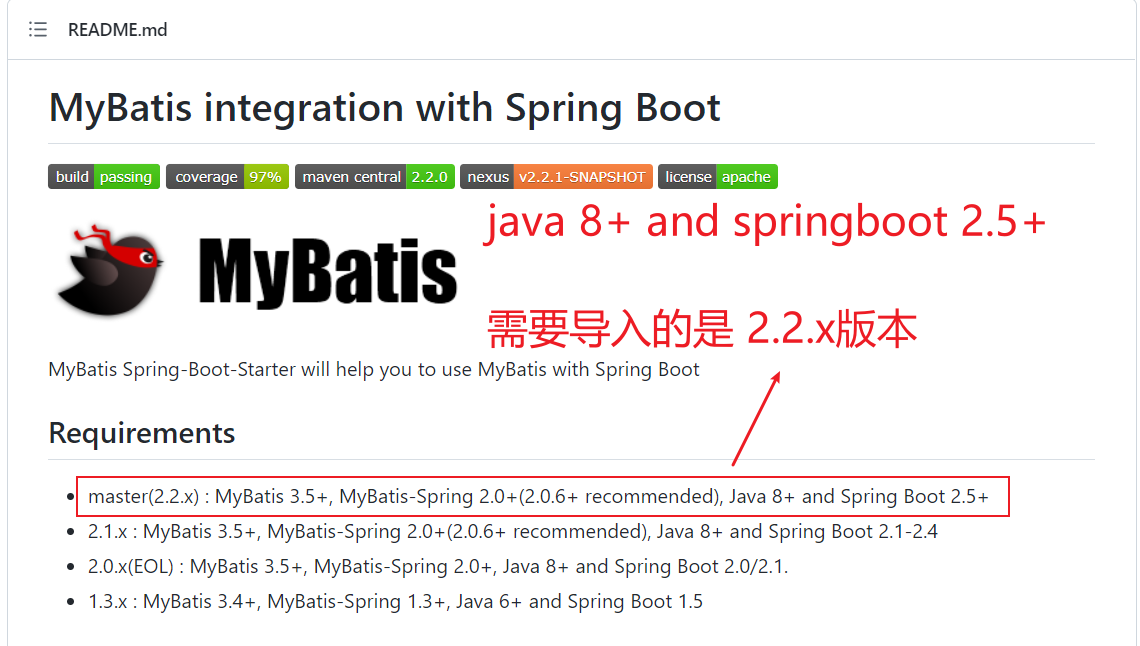 README.md
MyBatis integration with Spring Boot
build passing coverage 97% maven central 2.2.0 nexus v2.2.1-SNAPSHOT license apache
java 8+ and springboot 2.5+
MyBatis
需要导入的是 2.2.x版本
MyBatis Spring-Boot-Starter will help you to use MyBatis with Spring Boot
Requirements
master(2.2.x) : MyBatis 3.5+, MyBatis-Spring 2.0+(2.0.6+ recommended), Java 8+ and Spring Boot 2.5+
2.1.x : MyBatis 3.5+, MyBatis-Spring 2.0+(2.0.6+ recommended), Java 8+ and Spring Boot 2.1-2.4
2.0.x(EOL) : MyBatis 3.5+, MyBatis-Spring 2.0+, Java 8+ and Spring Boot 2.0/2.1.
1.3.x : MyBatis 3.4+, MyBatis-Spring 1.3+, Java 6+ and Spring Boot 1.5